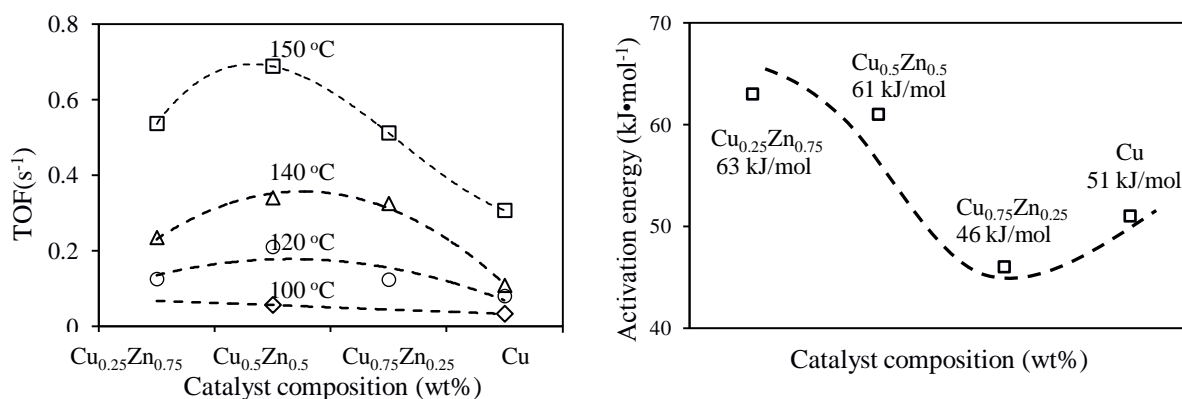 0.8
0.6
0.4
0.2
0
TOF(s⁻¹)
150 °C
140 °C
120 °C
100 °C
Cu₀.₂₅Zn₀.₇₅
Cu₀.₅Zn₀.₅
Cu₀.₇₅Zn₀.₂₅
Cu
Catalyst composition (wt%)
70
60
50
40
Activation energy (kJ•mol⁻¹)
Cu₀.₂₅Zn₀.₇₅
63 kJ/mol
Cu₀.₅Zn₀.₅
61 kJ/mol
Cu₀.₇₅Zn₀.₂₅
46 kJ/mol
Cu
51 kJ/mol
Catalyst composition (wt%)